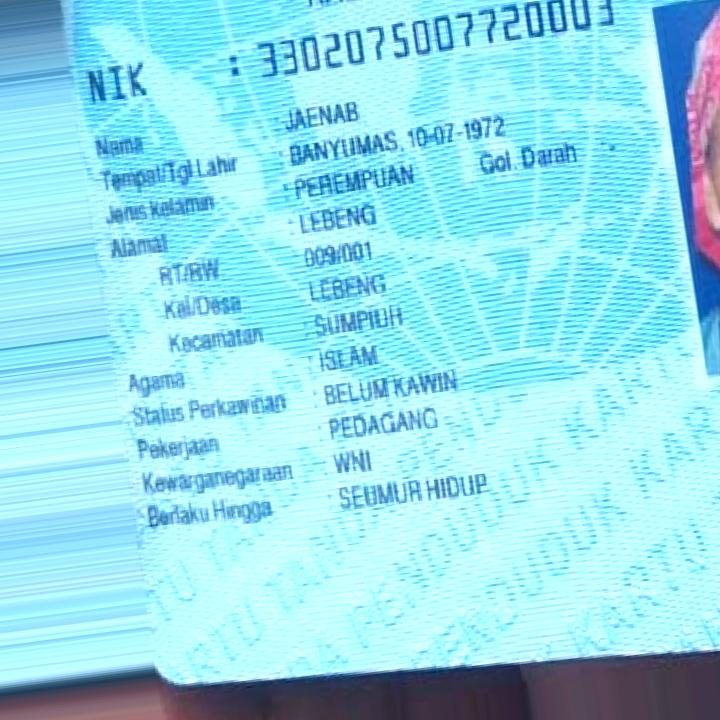 NIK : 3302075007720003
Nama : JAENAB
Tempat/Tgl Lahir : BANYUMAS, 10-07-1972
Jenis Kelamin : PEREMPUAN Gol. Darah : -
Alamat : LEBENG
RT/RW : 009/001
Kel/Desa : LEBENG
Kecamatan : SUMPIUH
Agama : ISLAM
Status Perkawinan : BELUM KAWIN
Pekerjaan : PEDAGANG
Kewarganegaraan : WNI
Berlaku Hingga : SEUMUR HIDUP